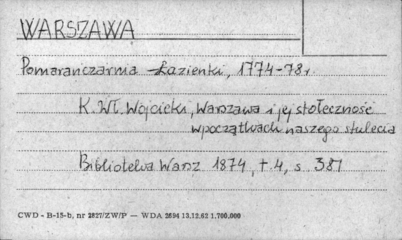 WARSZAWA
Pomarańczarnia Łazienki, 1774-78r.
K. Wł. Wójcicki, Warszawa i jej stołeczność
w początkach naszego stulecia
Biblioteka Warsz 1874, t. 4, s. 387
CWD - B-15-b, nr 2827/ZW/P — WDA 2694 13.12.62 1.700.000